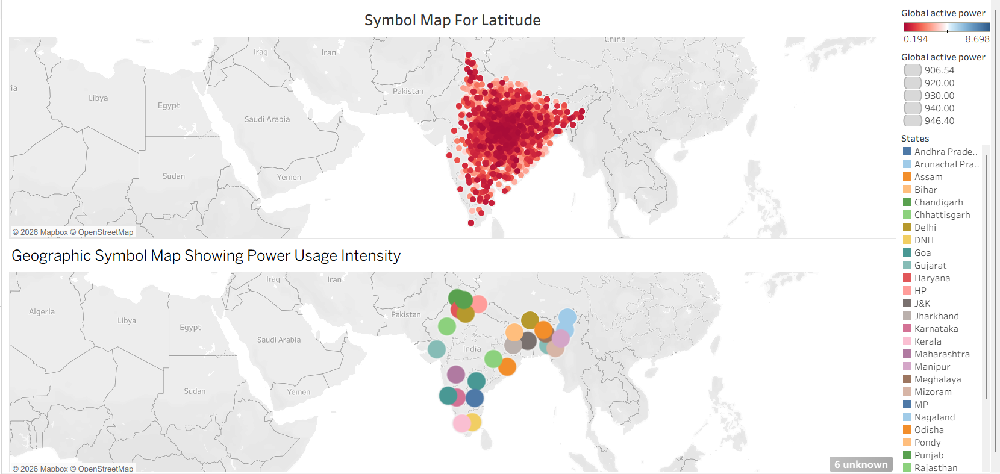 Symbol Map For Latitude
China
Iraq
Iran
ria
Libya
Egypt
Pakistan
Saudi Arabia
Sudan
Yemen
© 2026 Mapbox © OpenStreetMap
Geographic Symbol Map Showing Power Usage Intensity
Iraq
Iran
Algeria
Libya
Egypt
Pakistan
Saudi Arabia
India
Sudan
Yemen
© 2026 Mapbox © OpenStreetMap
6 unknown
Global active power
0.194 8.698
Global active power
906.54
920.00
930.00
940.00
946.40
States
Andhra Prade..
Arunachal Pra..
Assam
Bihar
Chandigarh
Chhattisgarh
Delhi
DNH
Goa
Gujarat
Haryana
HP
J&K
Jharkhand
Karnataka
Kerala
Maharashtra
Manipur
Meghalaya
Mizoram
MP
Nagaland
Odisha
Pondy
Punjab
Rajasthan